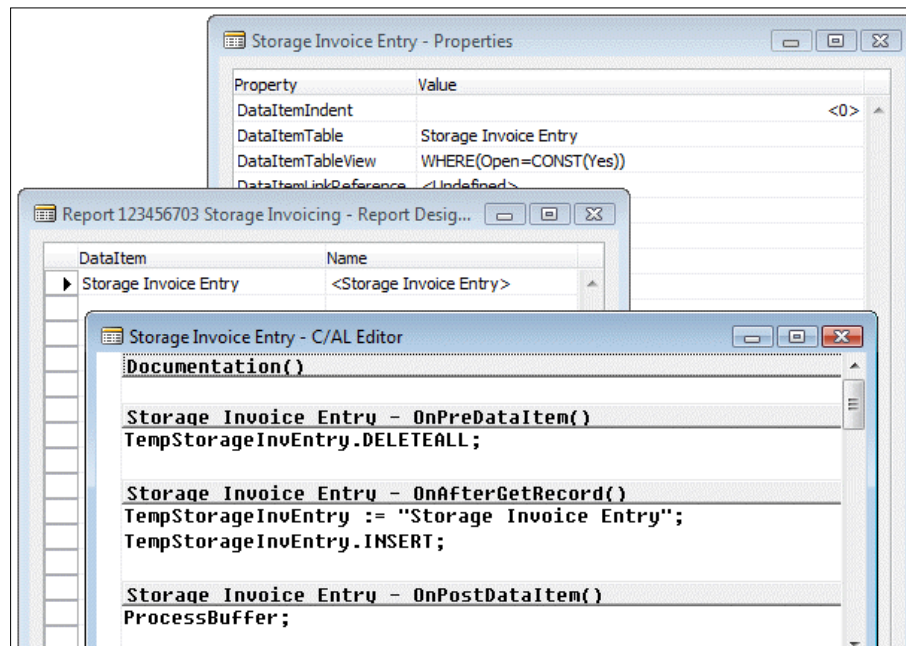 Storage Invoice Entry - Properties
Property Value
DataItemIndent <0>
DataItemTable Storage Invoice Entry
DataItemTableView WHERE(Open=CONST(Yes))
DataItemLinkReference <Undefined>
Report 123456703 Storage Invoicing - Report Desig...
DataItem Name
Storage Invoice Entry <Storage Invoice Entry>
Storage Invoice Entry - C/AL Editor
Documentation()
Storage Invoice Entry - OnPreDataItem()
TempStorageInvEntry.DELETEALL;
Storage Invoice Entry - OnAfterGetRecord()
TempStorageInvEntry := "Storage Invoice Entry";
TempStorageInvEntry.INSERT;
Storage Invoice Entry - OnPostDataItem()
ProcessBuffer;